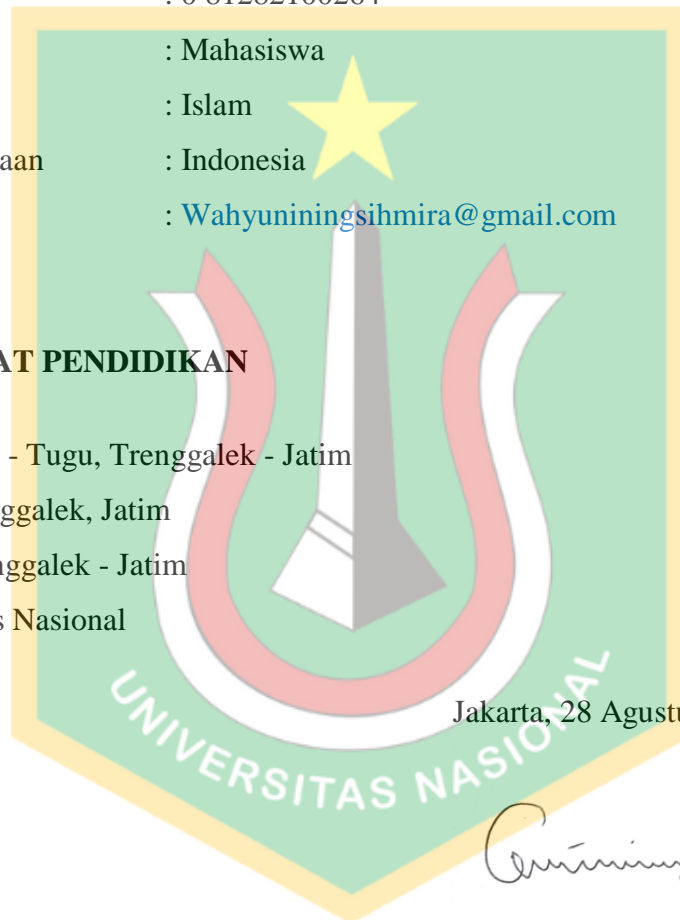 : Mahasiswa
: Islam
aan : Indonesia
: Wahyuniningsihmira@gmail.com
AT PENDIDIKAN
- Tugu, Trenggalek - Jatim
ggalek, Jatim
nggalek - Jatim
s Nasional
Jakarta, 28 Agustu
UNIVERSITAS NASIONAL